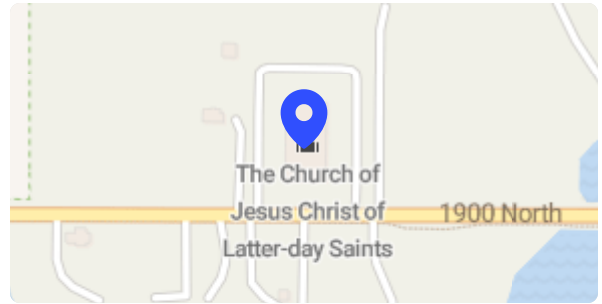 The Church of
Jesus Christ of
Latter-day Saints
1900 North